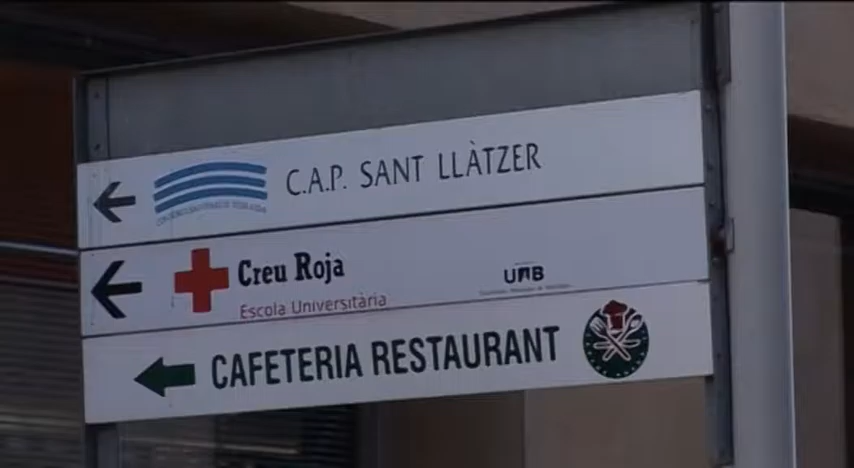 C.A.P. SANT LLÀTZER
Creu Roja
Escola Universitària
UAB
CAFETERIA RESTAURANT